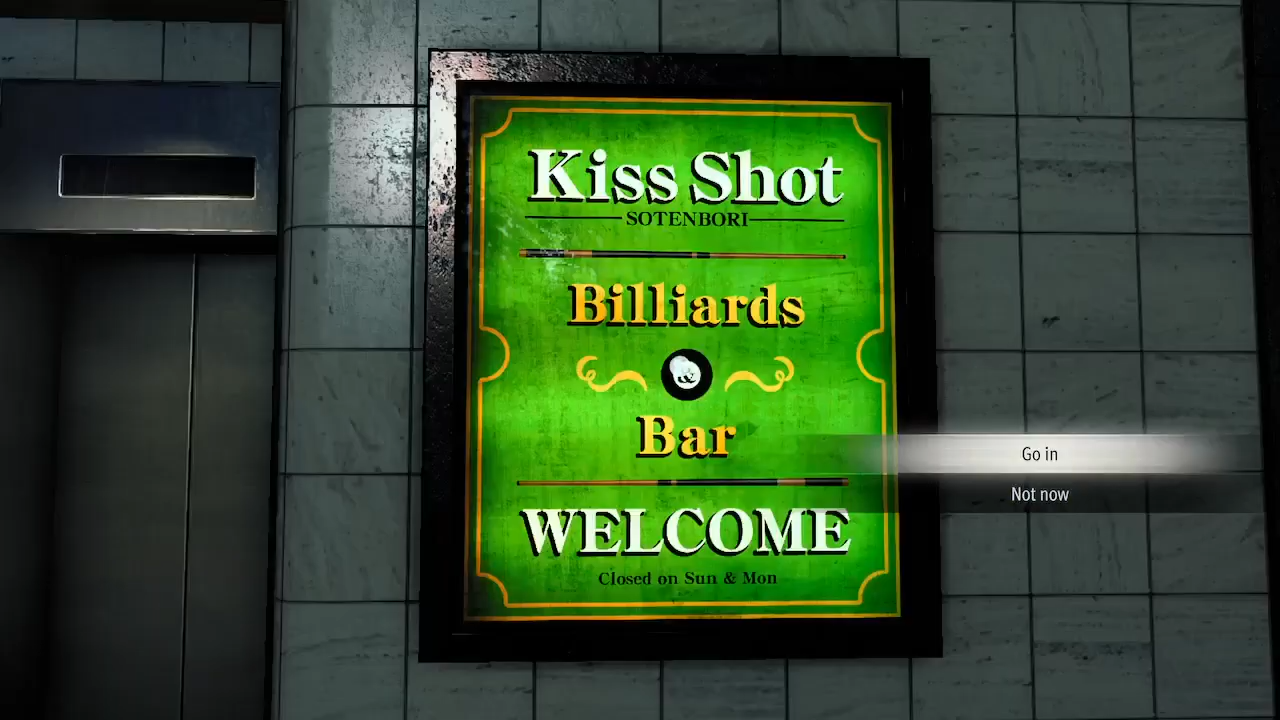 Kiss Shot
SOTENBORI
Billiards
Bar
WELCOME
Closed on Sun & Mon
Go in
Not now